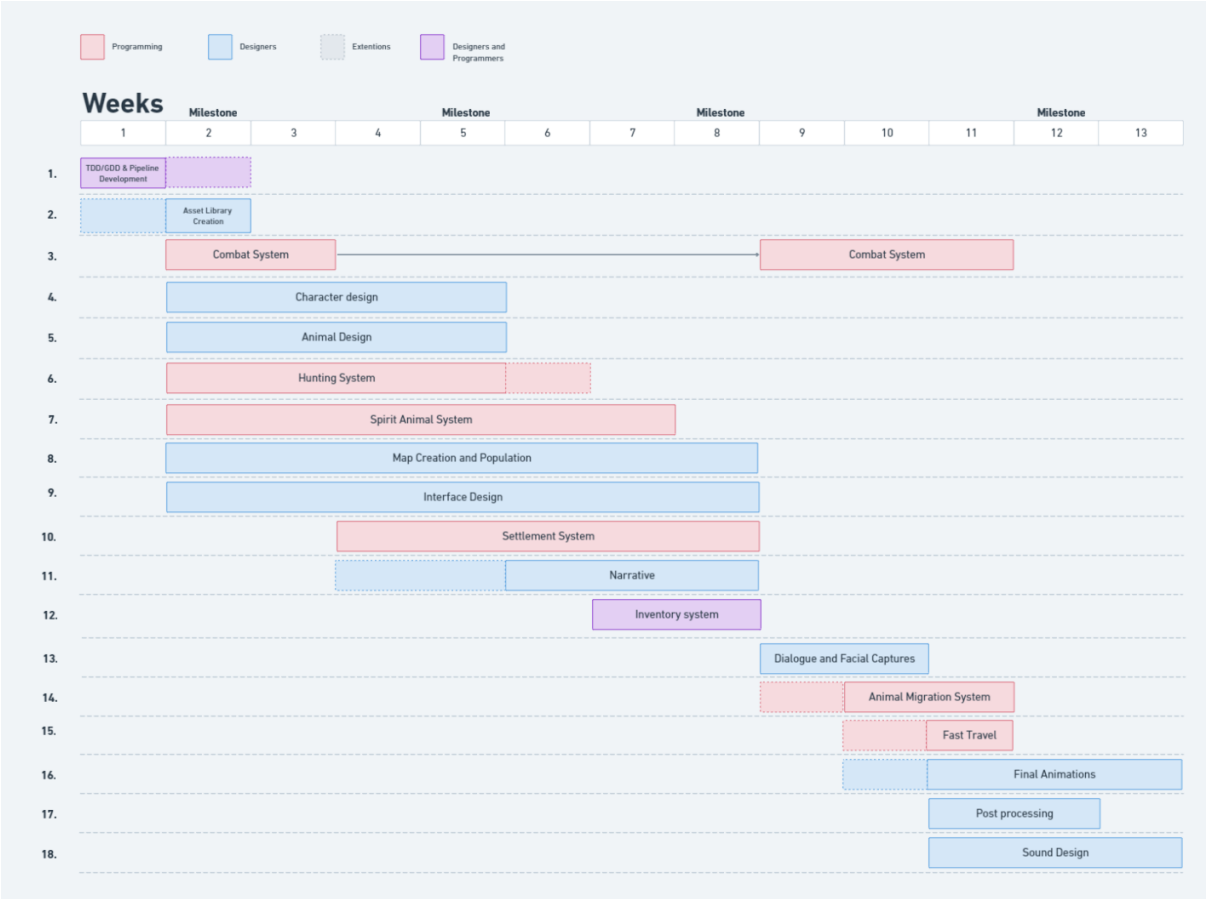 Programming
Designers
Extentions
Designers and
Programmers
Weeks
Milestone
Milestone
Milestone
Milestone
1 2 3 4 5 6 7 8 9 10 11 12 13
1.
TDD/GDD & Pipeline
Development
2.
Asset Library
Creation
3.
Combat System
Combat System
4.
Character design
5.
Animal Design
6.
Hunting System
7.
Spirit Animal System
8.
Map Creation and Population
9.
Interface Design
10.
Settlement System
11.
Narrative
12.
Inventory system
13.
Dialogue and Facial Captures
14.
Animal Migration System
15.
Fast Travel
16.
Final Animations
17.
Post processing
18.
Sound Design